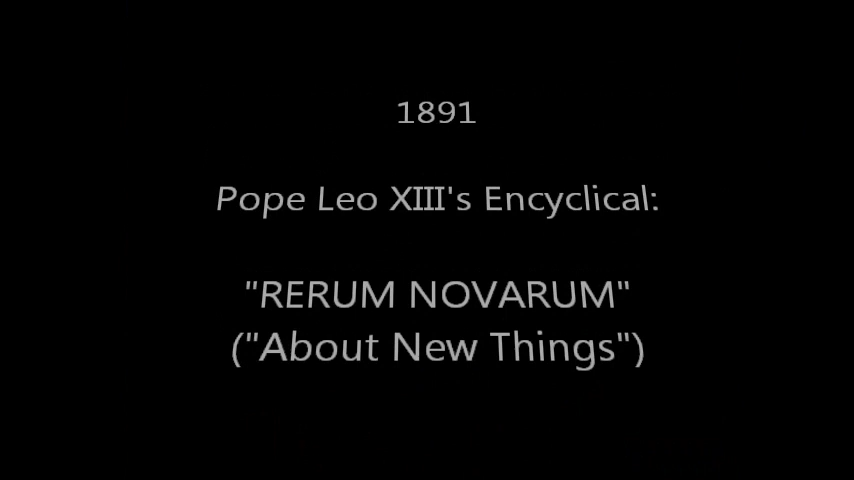 1891
Pope Leo XIII's Encyclical:
"RERUM NOVARUM"
("About New Things")